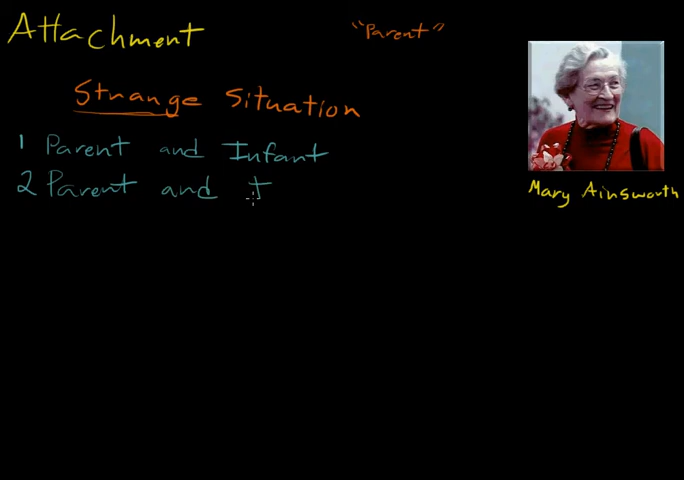 Attachment
"Parent"
Strange Situation
1 Parent and Infant
2 Parent and I
Mary Ainsworth